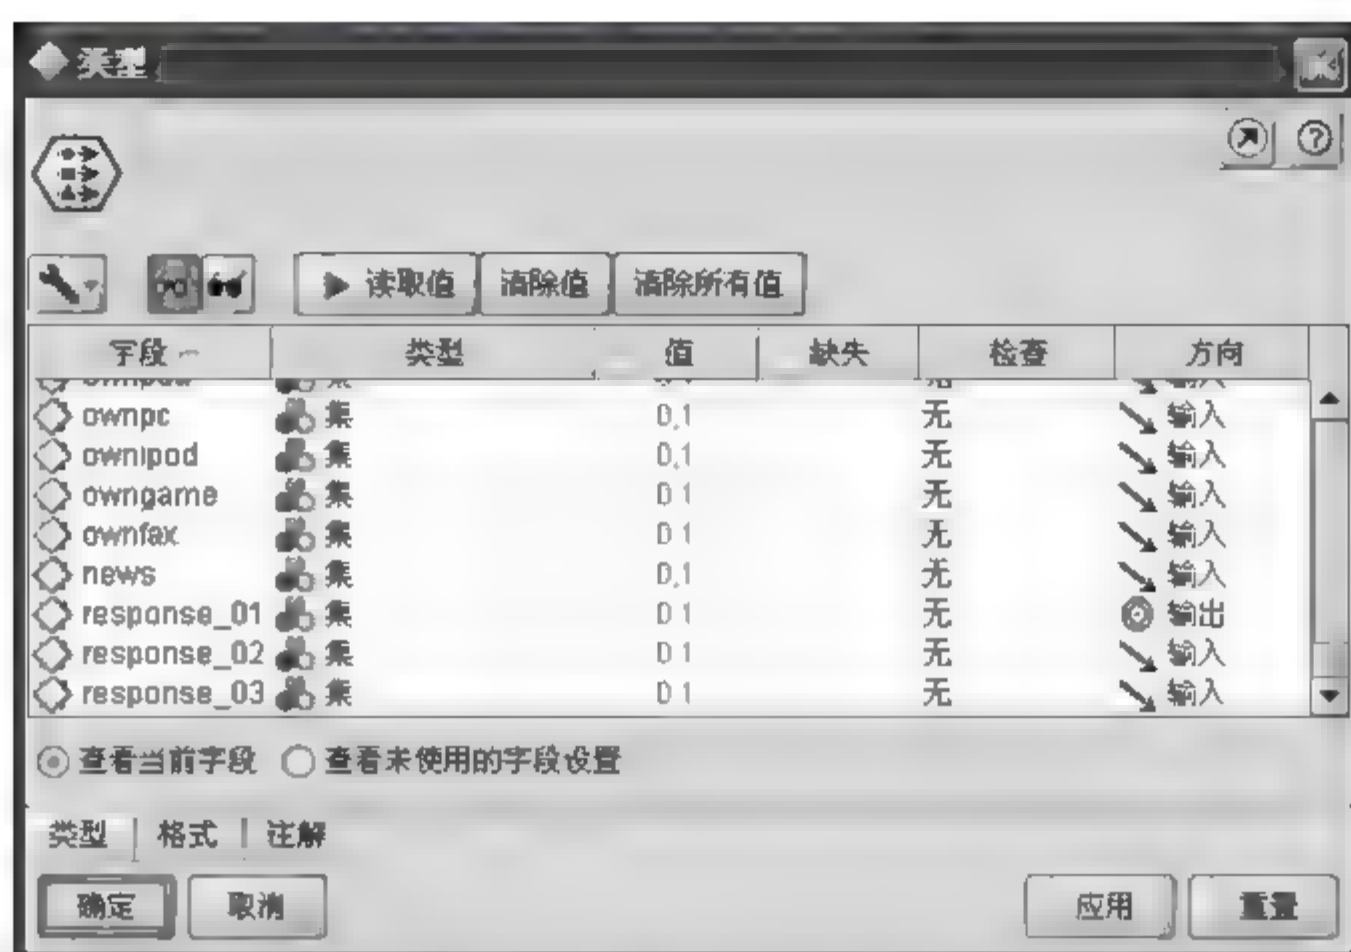 类型
读取值 清除值 清除所有值
字段 类型 值 缺失 检查 方向
ownpc 集 0,1 无 输入
ownipod 集 0,1 无 输入
owngame 集 0 1 无 输入
ownfax 集 0 1 无 输入
news 集 0,1 无 输入
response_01 集 0 1 无 输出
response_02 集 0 1 无 输入
response_03 集 0 1 无 输入
查看当前字段 查看未使用的字段设置
类型 格式 注解
确定 取消 应用 重置